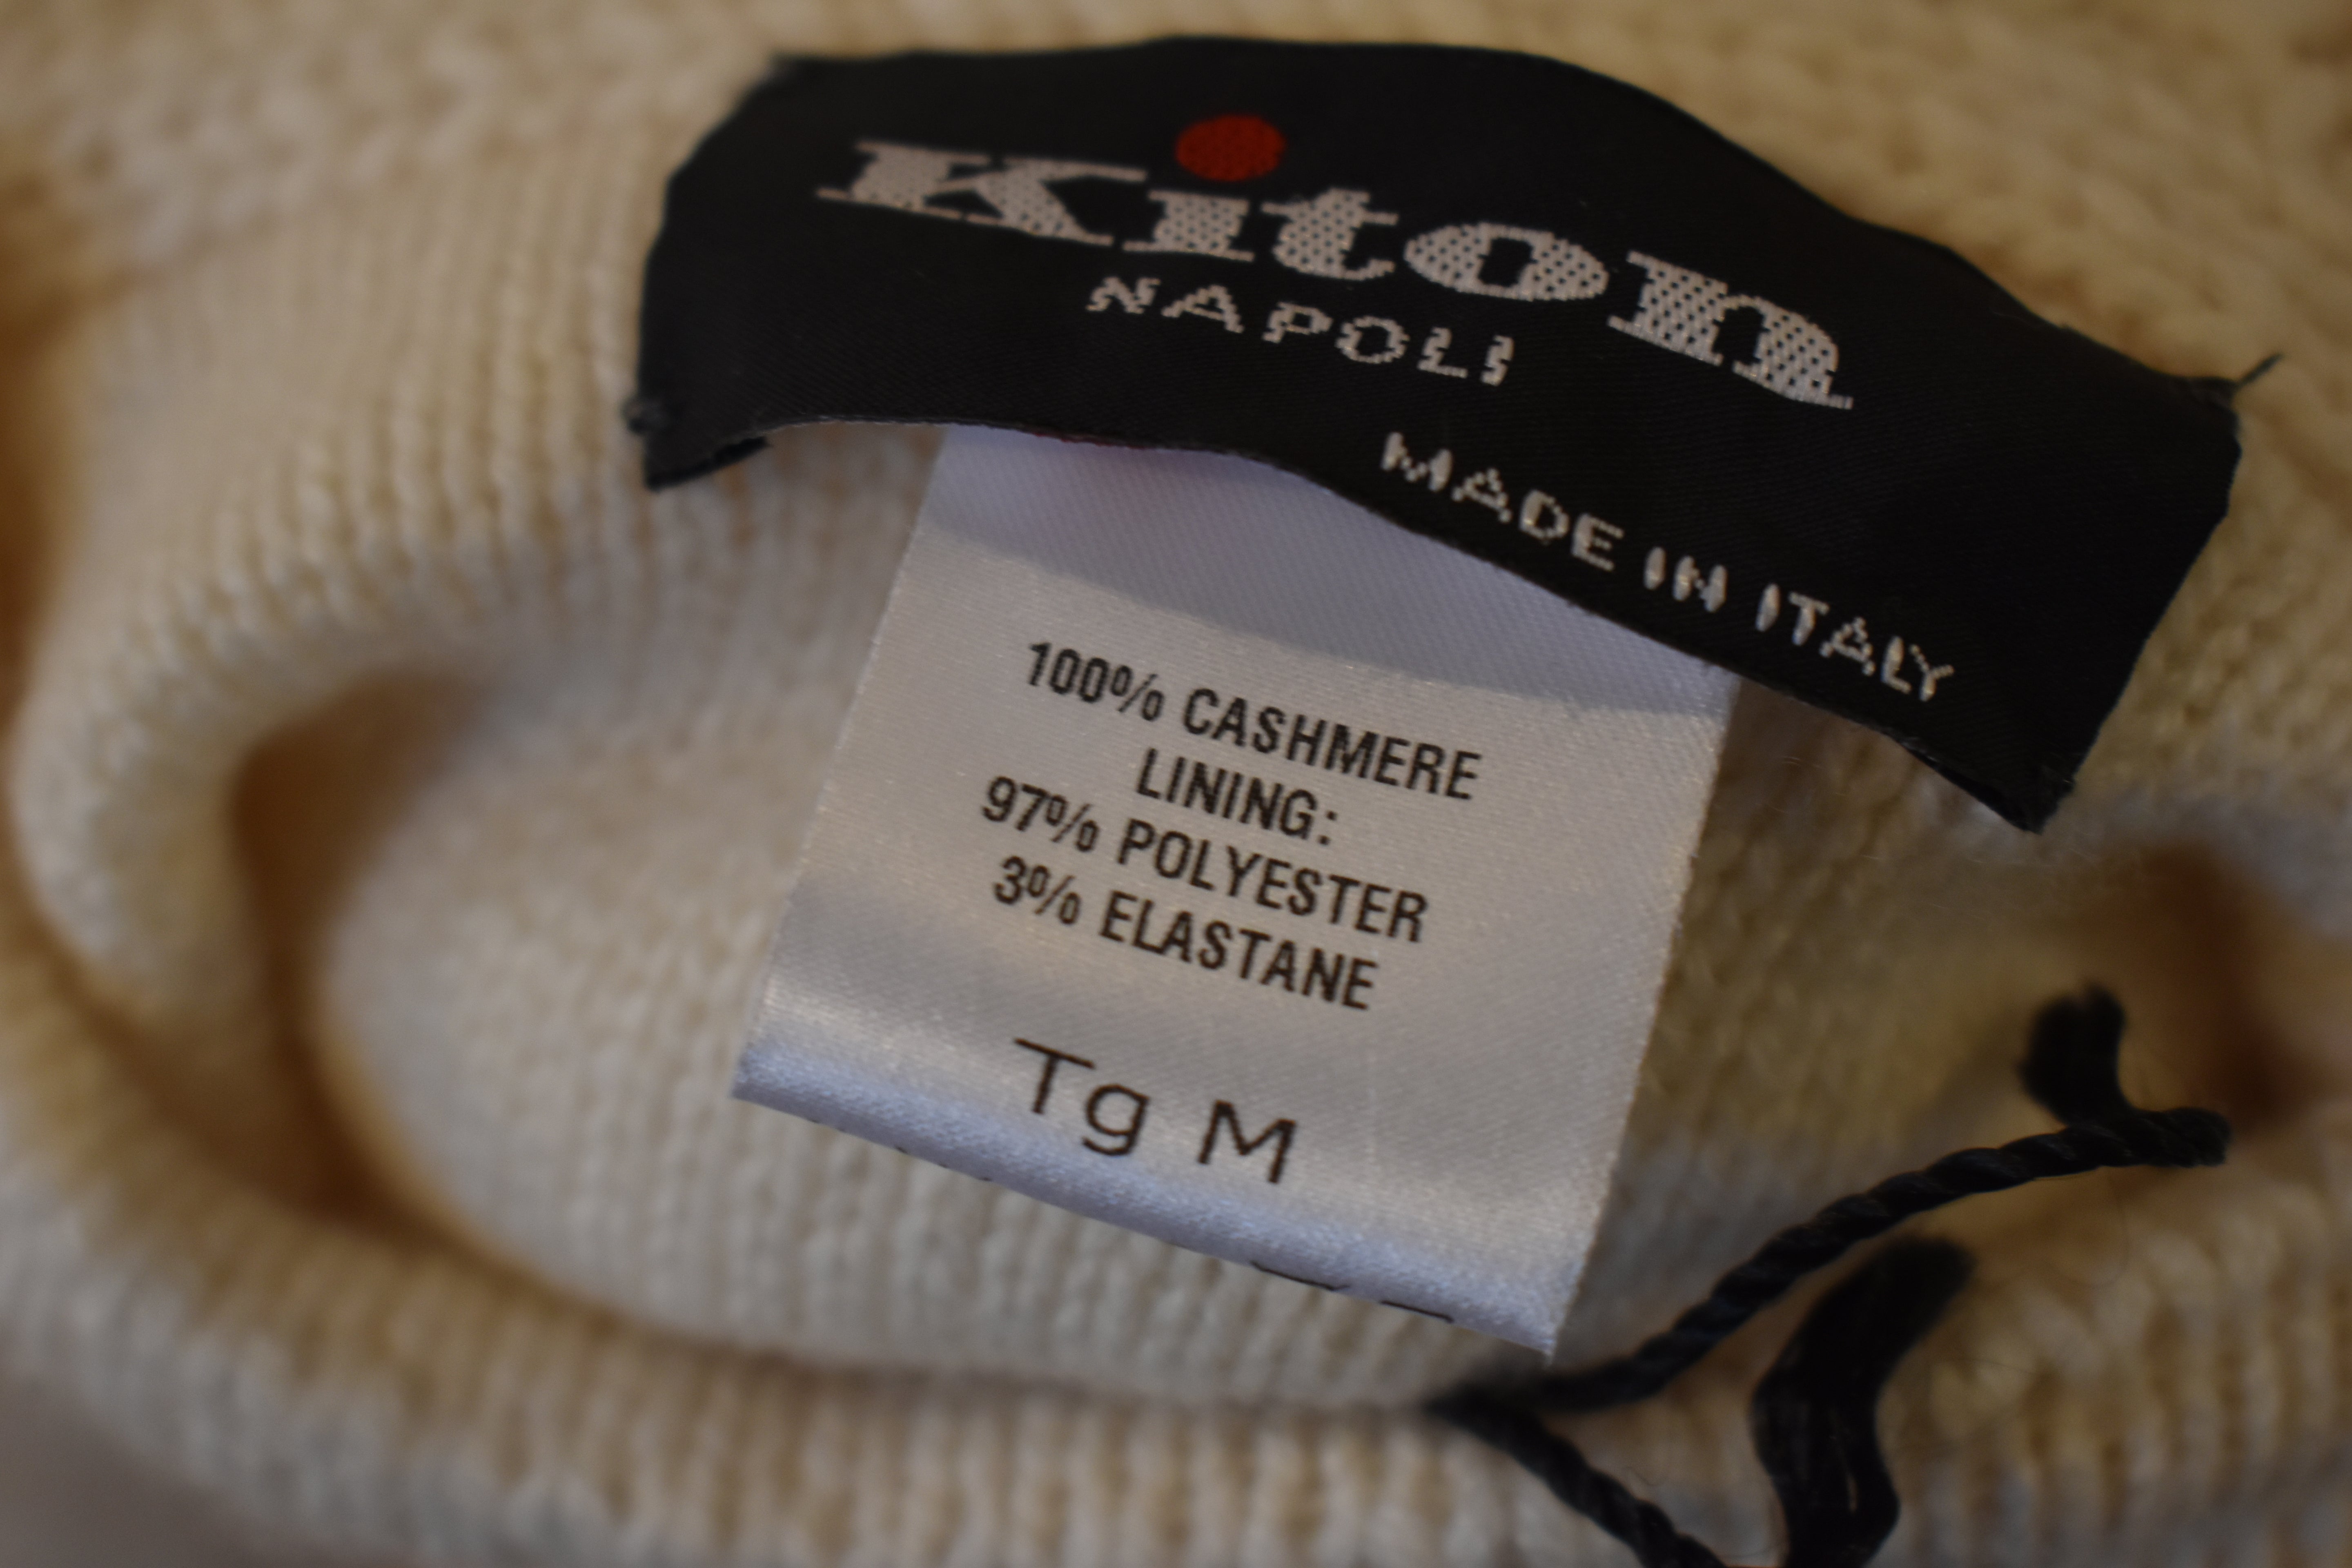 Kiton
NAPOLI
MADE IN ITALY
100% CASHMERE
LINING:
97% POLYESTER
3% ELASTANE
Tg M